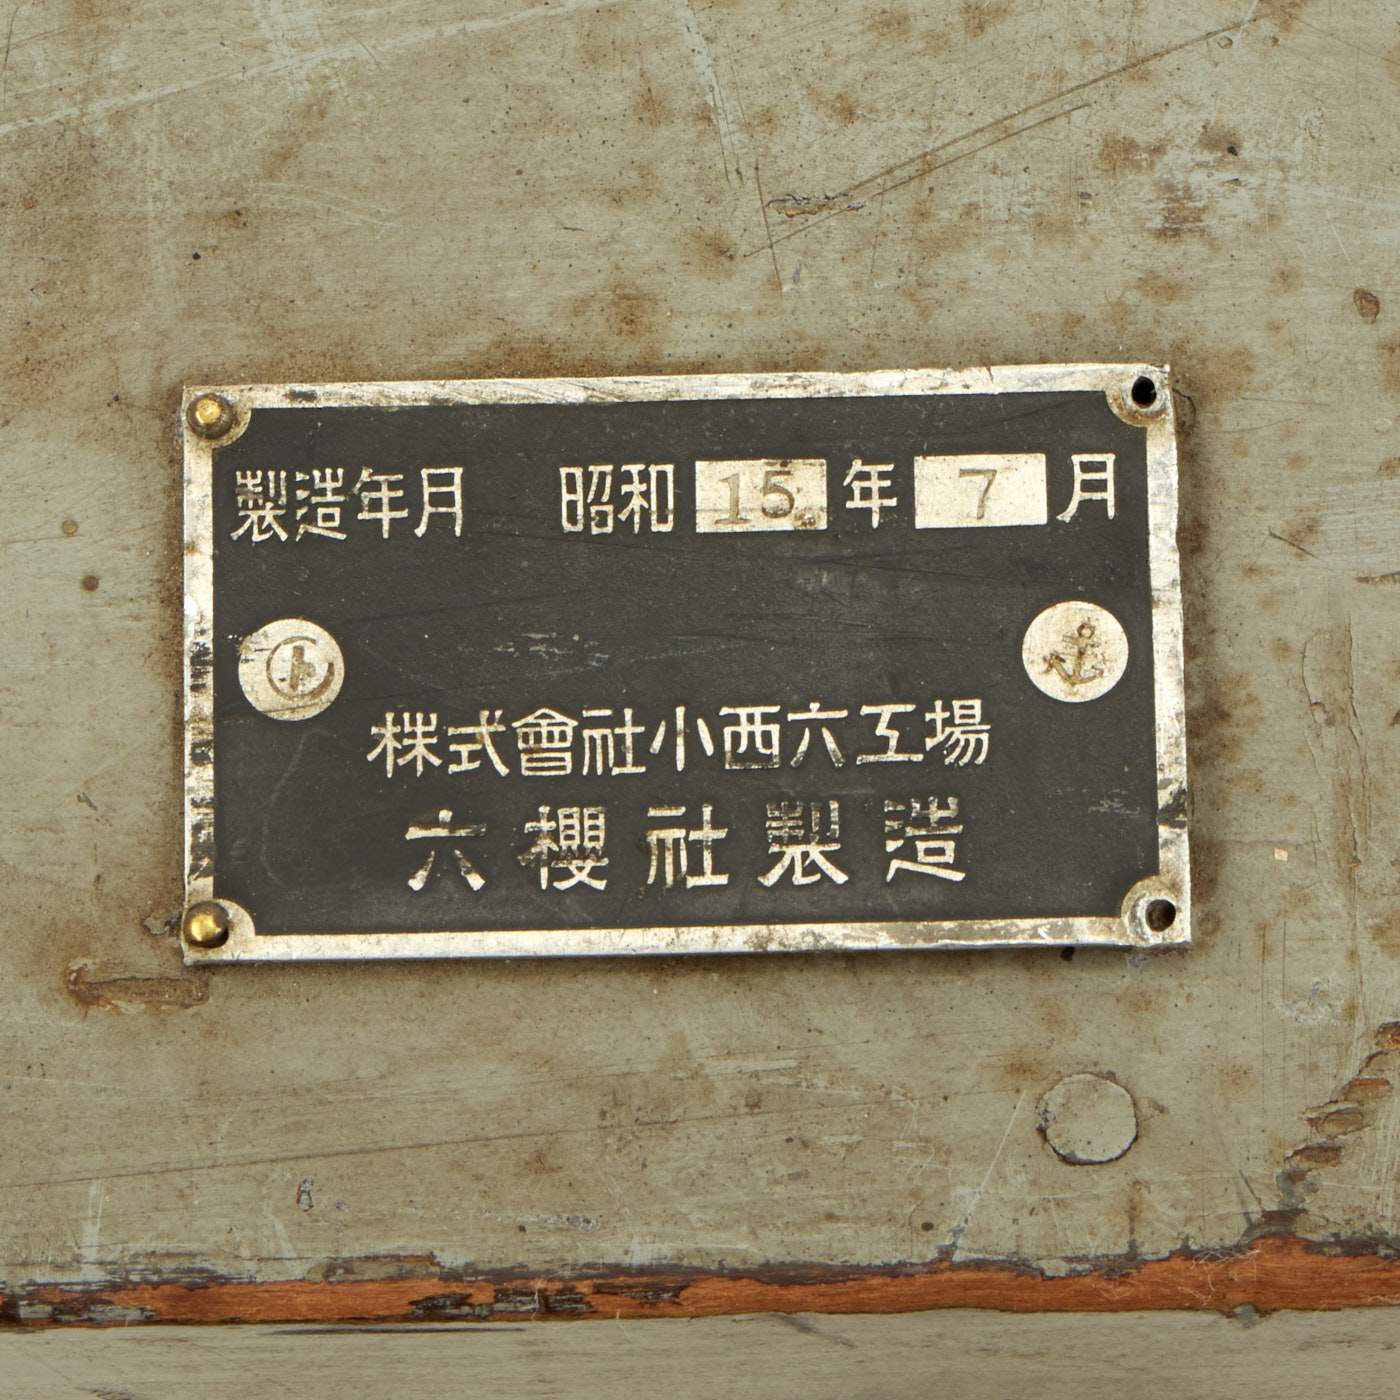 製造年月 昭和 15 年 7 月
ト
株式會社小西六工場
六櫻社製造